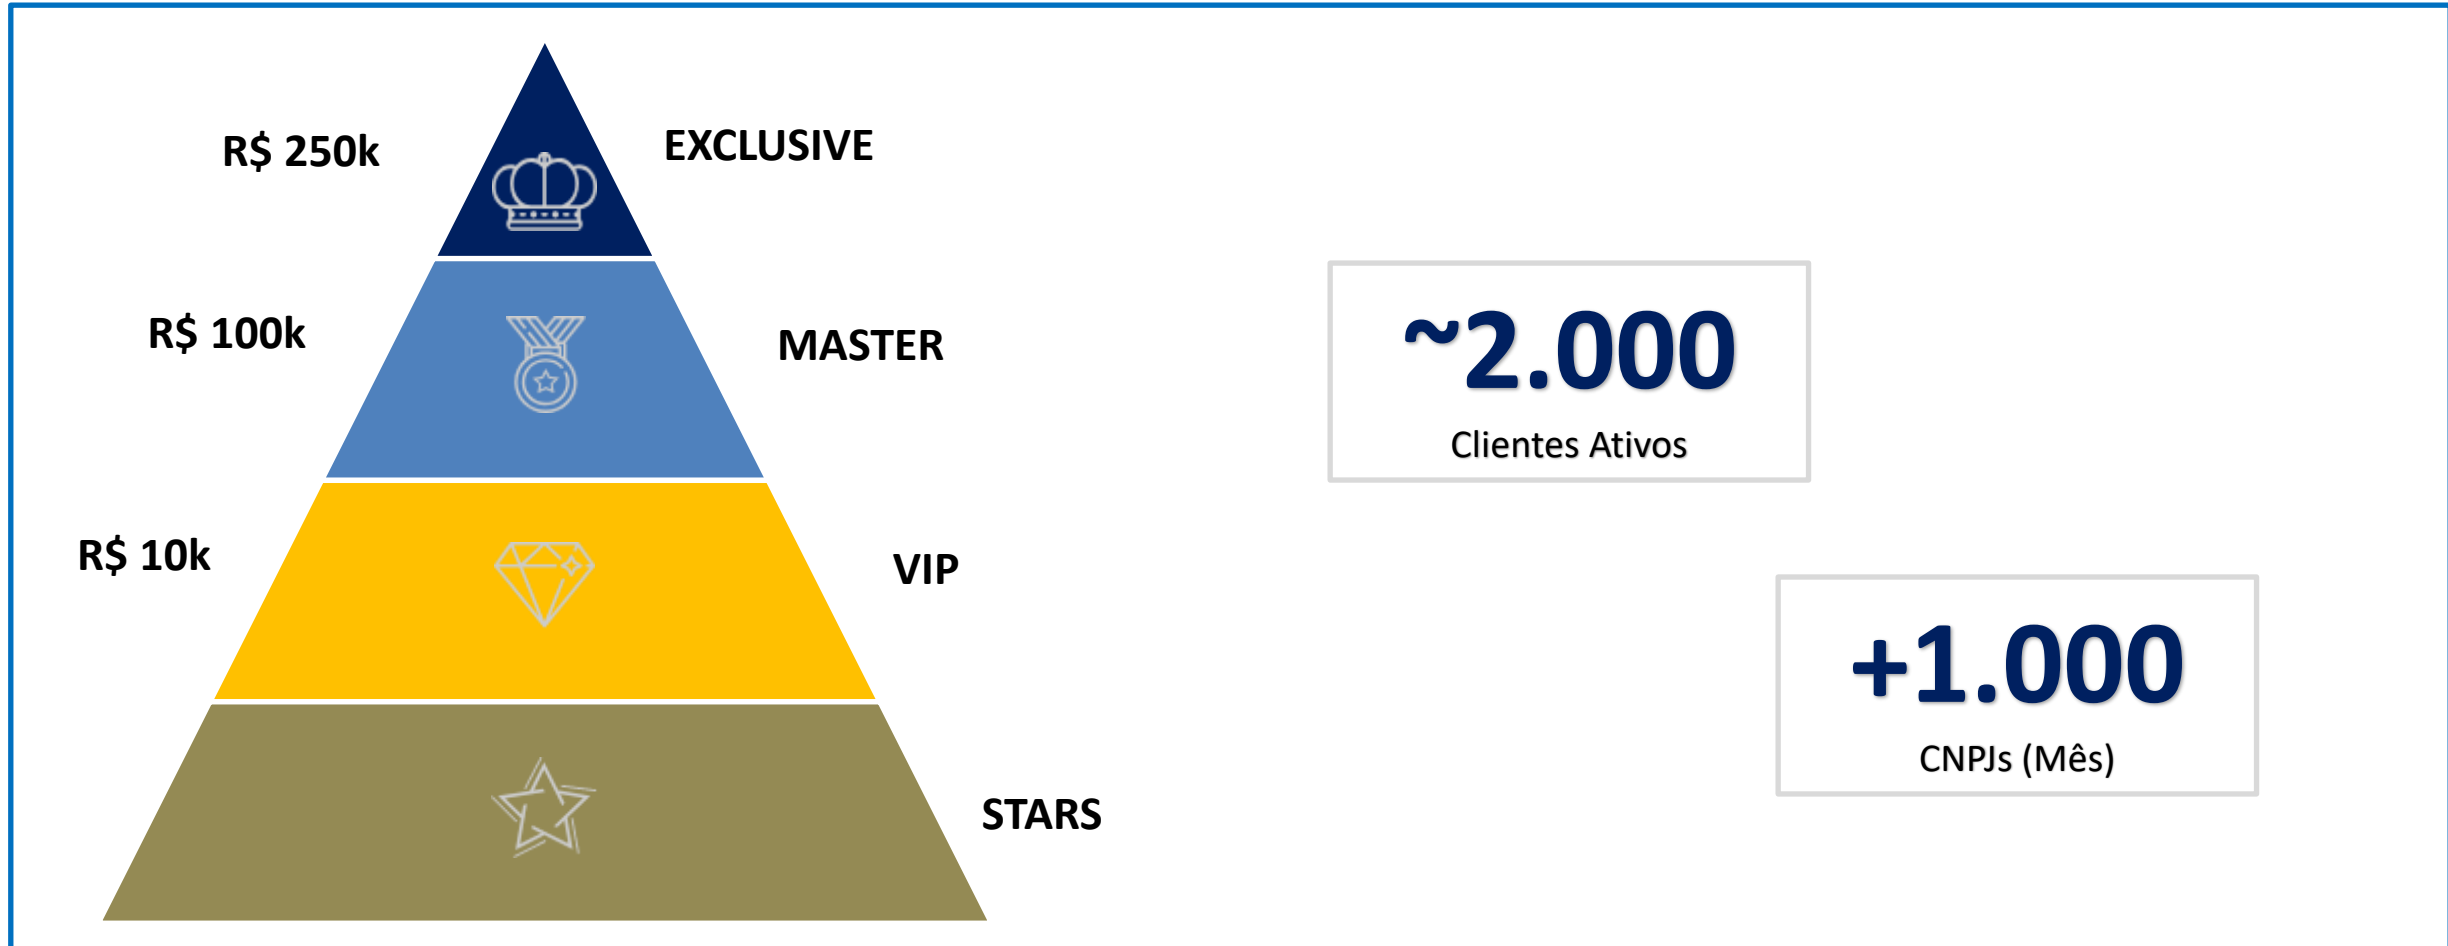 R$ 250k
EXCLUSIVE
R$ 100k
MASTER
R$ 10k
VIP
STARS
~2.000
Clientes Ativos
+1.000
CNPJs (Mês)